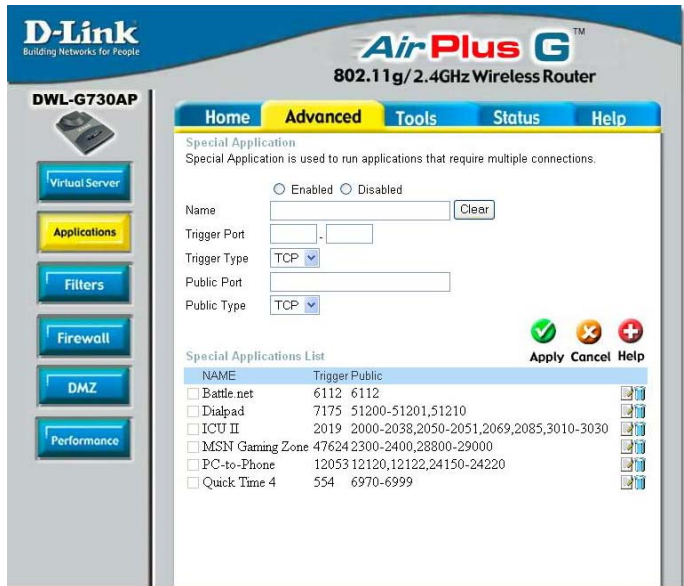 D-Link
Building Networks for People
Air Plus G TM
802.11g/2.4GHz Wireless Router
DWL-G730AP
Home Advanced Tools Status Help
Virtual Server
Applications
Filters
Firewall
DMZ
Performance
Special Application
Special Application is used to run applications that require multiple connections.
Enabled Disabled
Name Clear
Trigger Port -
Trigger Type TCP
Public Port
Public Type TCP
Apply Cancel Help
Special Applications List
NAME Trigger Public
Battle.net 6112 6112
Dialpad 7175 51200-51201,51210
ICU II 2019 2000-2038,2050-2051,2069,2085,3010-3030
MSN Gaming Zone 47624 2300-2400,28800-29000
PC-to-Phone 12053 12120,12122,24150-24220
Quick Time 4 554 6970-6999